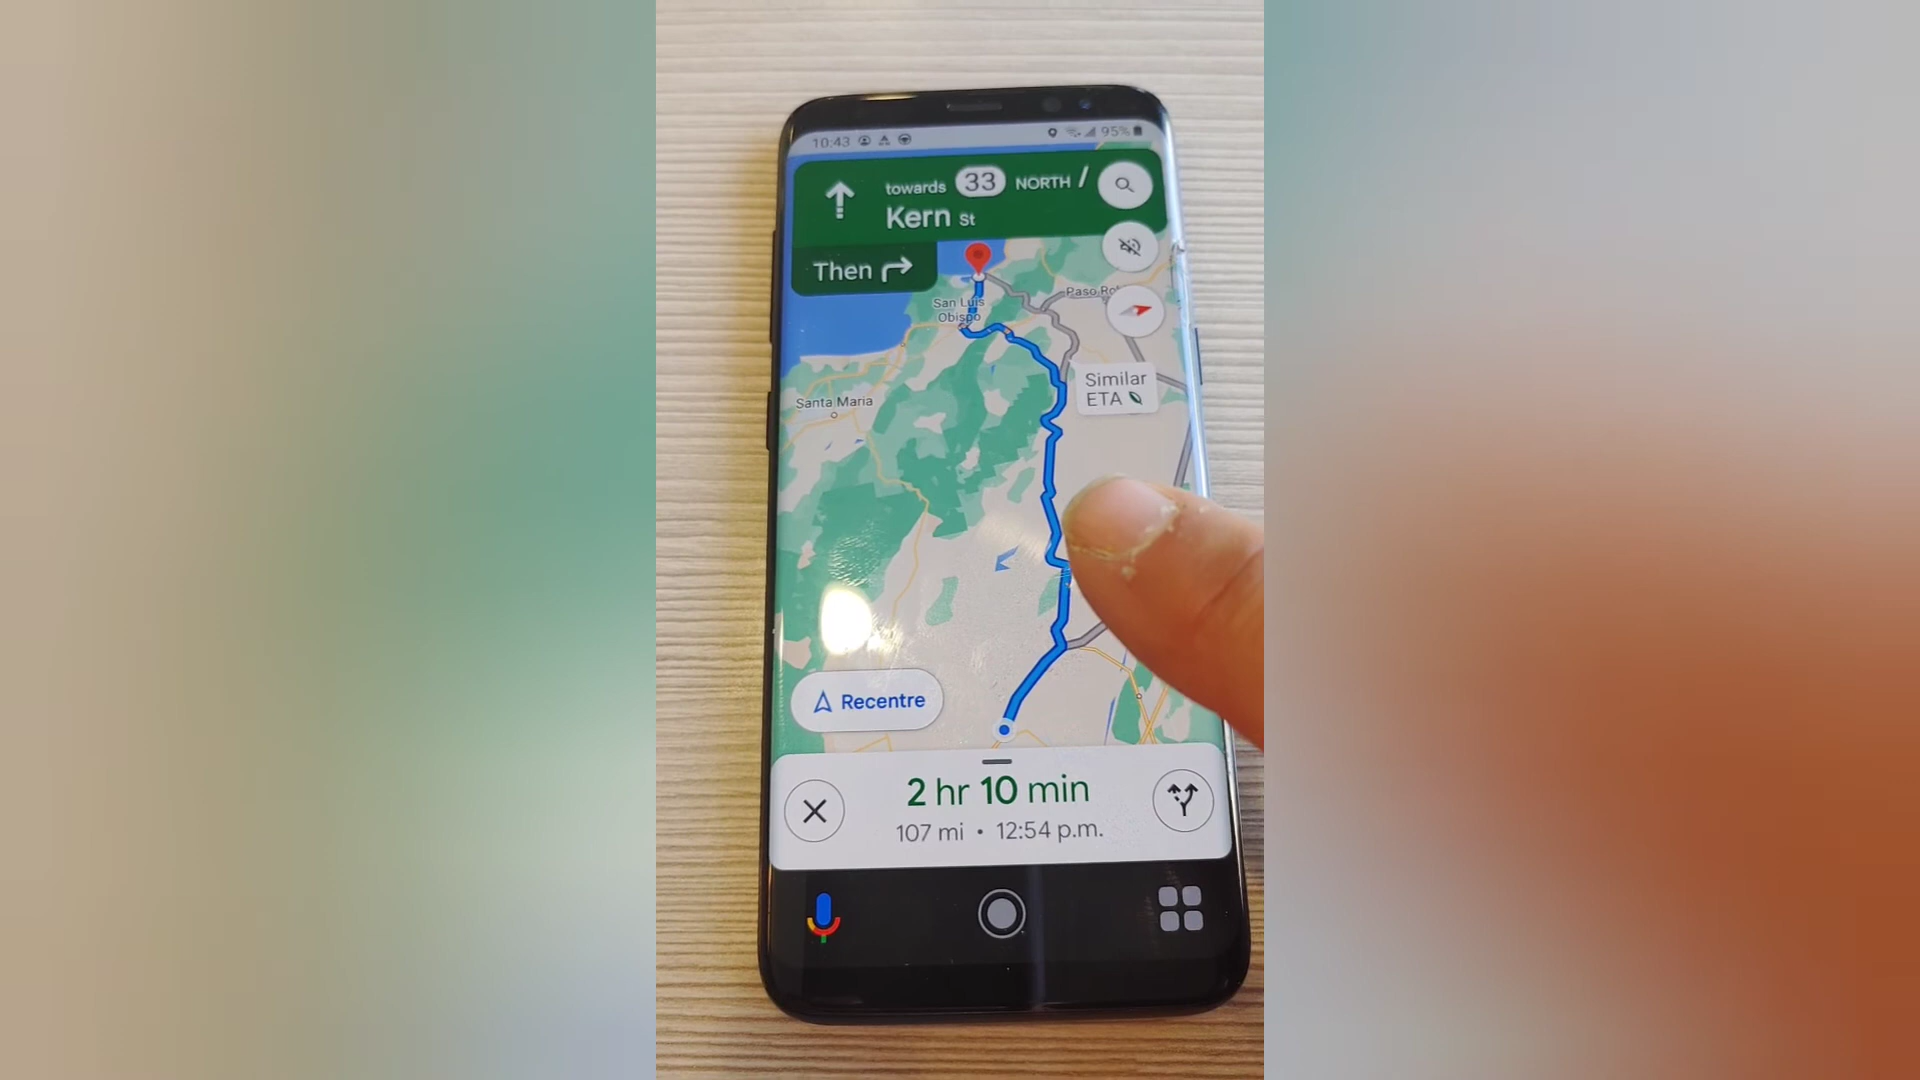 10:43
95%
towards 33 NORTH /
Kern St
Then
San Luis
Obispo
Paso
Similar
ETA
Santa Maria
Recentre
2 hr 10 min
107 mi • 12:54 p.m.